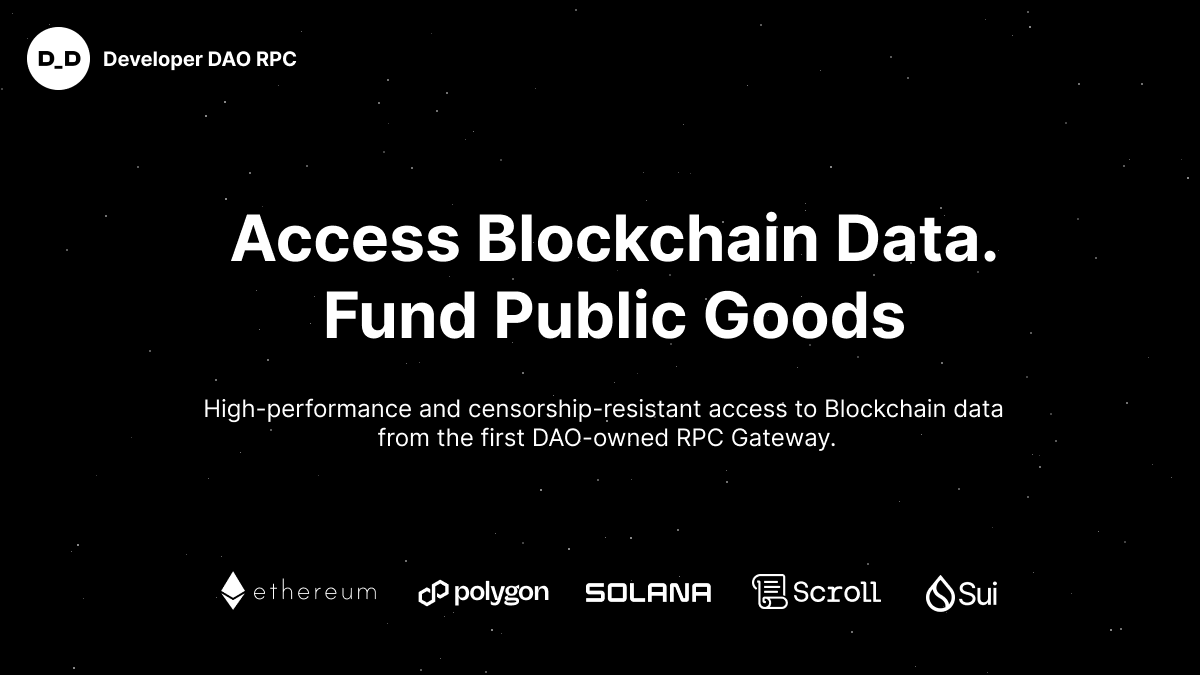 D_D
Developer DAO RPC
Access Blockchain Data.
Fund Public Goods
High-performance and censorship-resistant access to Blockchain data
from the first DAO-owned RPC Gateway.
ethereum
polygon
SOLANA
Scroll
Sui